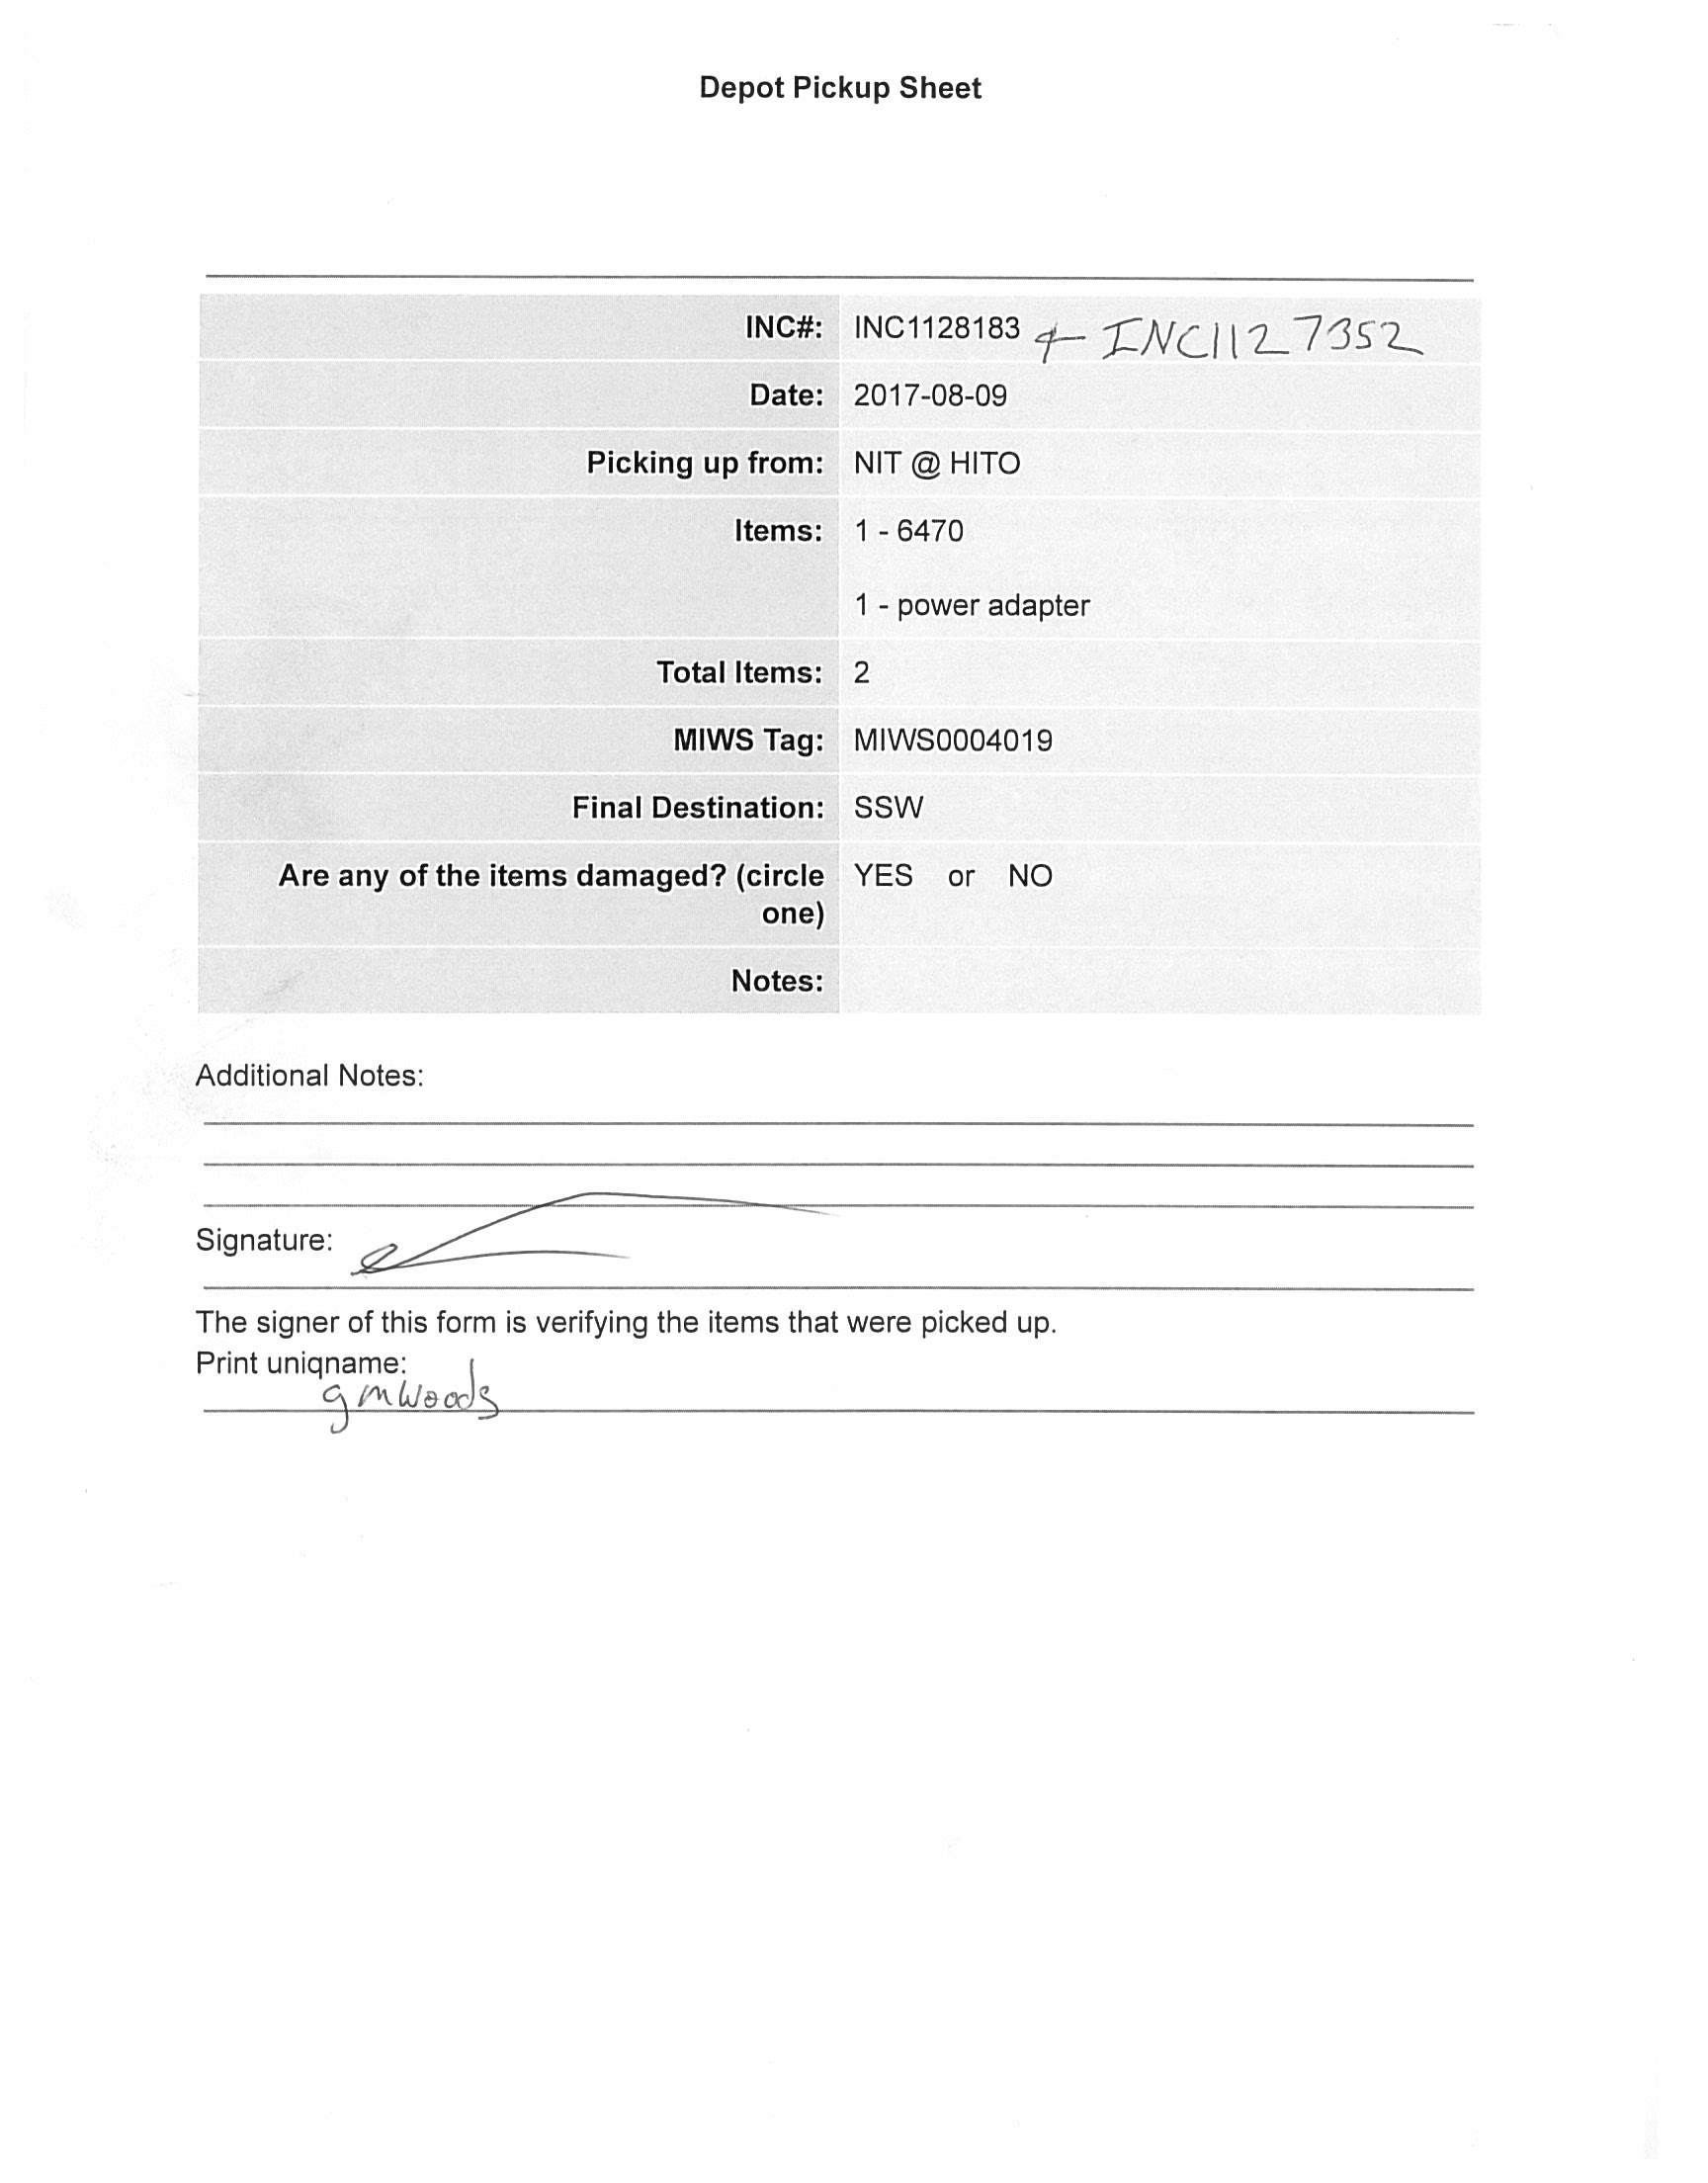 Depot Pickup Sheet
INC#: INC1128183 + INC1127352
Date: 2017-08-09
Picking up from: NIT @ HITO
Items: 1 - 6470
1 - power adapter
Total Items: 2
MIWS Tag: MIWS0004019
Final Destination: SSW
Are any of the items damaged? (circle YES or NO
one)
Notes:
Additional Notes:
Signature:
The signer of this form is verifying the items that were picked up.
Print uniqname:
gmwoods